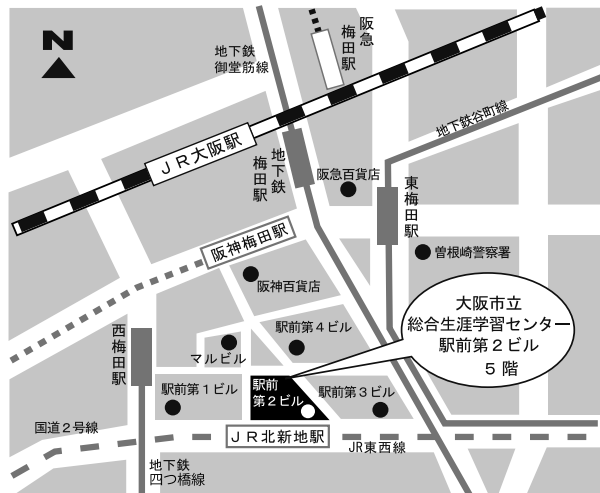 N
阪急
梅田駅
地下鉄
御堂筋線
地下鉄谷町線
JR大阪駅
地下鉄
梅田駅
阪急百貨店
東梅田駅
阪神梅田駅
曽根崎警察署
阪神百貨店
大阪市立
総合生涯学習センター
駅前第2ビル
5階
西梅田駅
マルビル
駅前第4ビル
駅前第1ビル
駅前
第2ビル
駅前第3ビル
国道2号線
JR北新地駅
JR東西線
地下鉄
四つ橋線